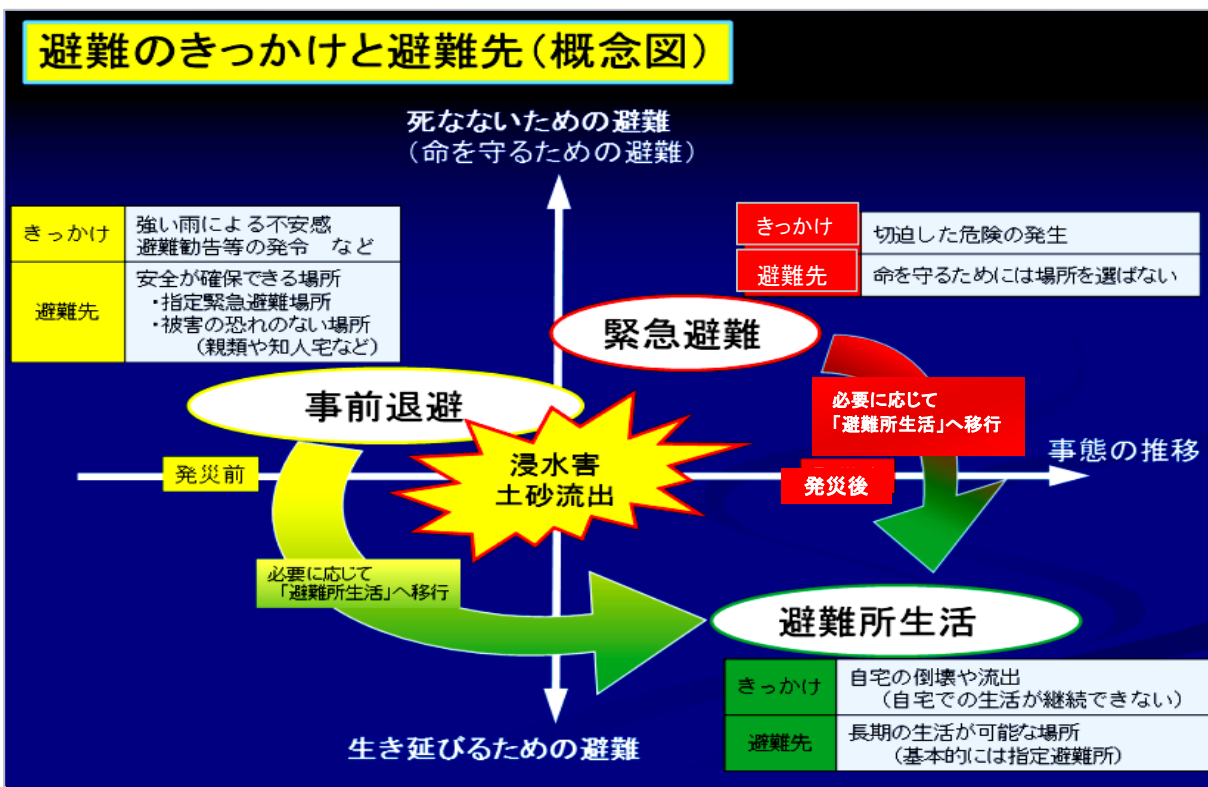 避難のきっかけと避難先（概念図）
死なないための避難
（命を守るための避難）
きっかけ
強い雨による不安感
避難勧告等の発令　など
避難先
安全が確保できる場所
・指定緊急避難場所
・被害の恐れのない場所
（親類や知人宅など）
きっかけ
切迫した危険の発生
避難先
命を守るためには場所を選ばない
緊急避難
事前退避
必要に応じて
「避難所生活」へ移行
事態の推移
発災前
浸水害
土砂流出
発災後
必要に応じて
「避難所生活」へ移行
避難所生活
きっかけ
自宅の倒壊や流出
（自宅での生活が継続できない）
避難先
長期の生活が可能な場所
（基本的には指定避難所）
生き延びるための避難